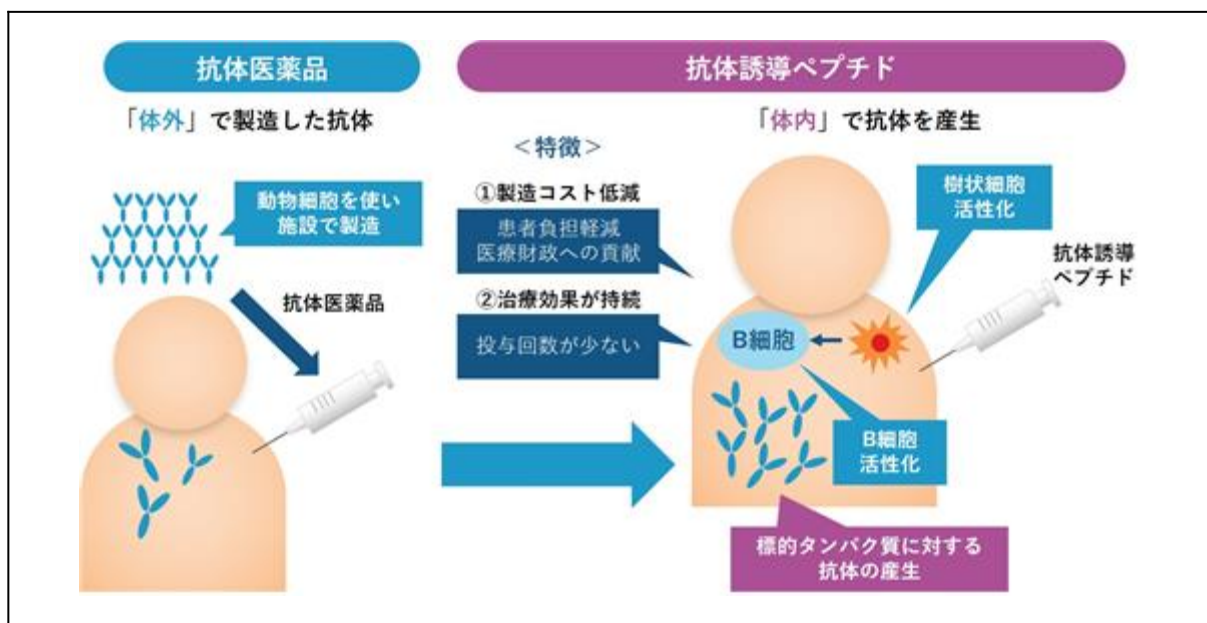 抗体医薬品
「体外」で製造した抗体
動物細胞を使い
施設で製造
抗体医薬品
抗体誘導ペプチド
「体内」で抗体を産生
＜特徴＞
①製造コスト低減
患者負担軽減
医療財政への貢献
②治療効果が持続
投与回数が少ない
樹状細胞
活性化
抗体誘導
ペプチド
B細胞
B細胞
活性化
標的タンパク質に対する
抗体の産生